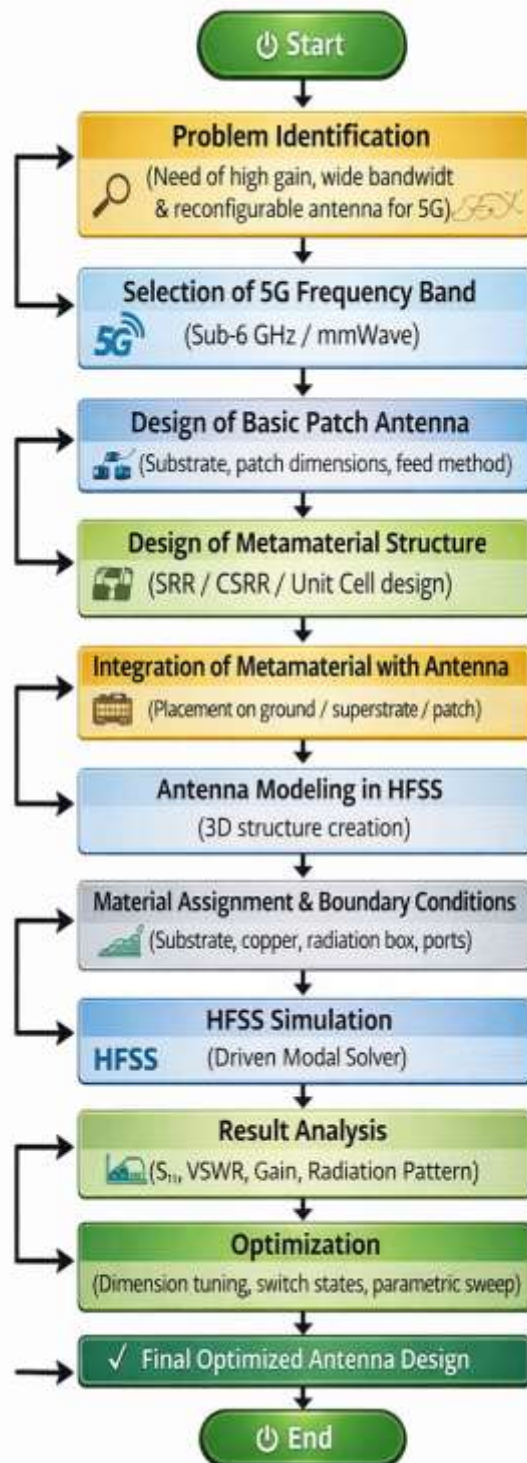 Start
Problem Identification
(Need of high gain, wide bandwidt
& reconfigurable antenna for 5G)
Selection of 5G Frequency Band
5G (Sub-6 GHz / mmWave)
Design of Basic Patch Antenna
(Substrate, patch dimensions, feed method)
Design of Metamaterial Structure
(SRR / CSRR / Unit Cell design)
Integration of Metamaterial with Antenna
(Placement on ground / superstrate / patch)
Antenna Modeling in HFSS
(3D structure creation)
Material Assignment & Boundary Conditions
(Substrate, copper, radiation box, ports)
HFSS Simulation
HFSS (Driven Modal Solver)
Result Analysis
(S₁₁, VSWR, Gain, Radiation Pattern)
Optimization
(Dimension tuning, switch states, parametric sweep)
✓ Final Optimized Antenna Design
End